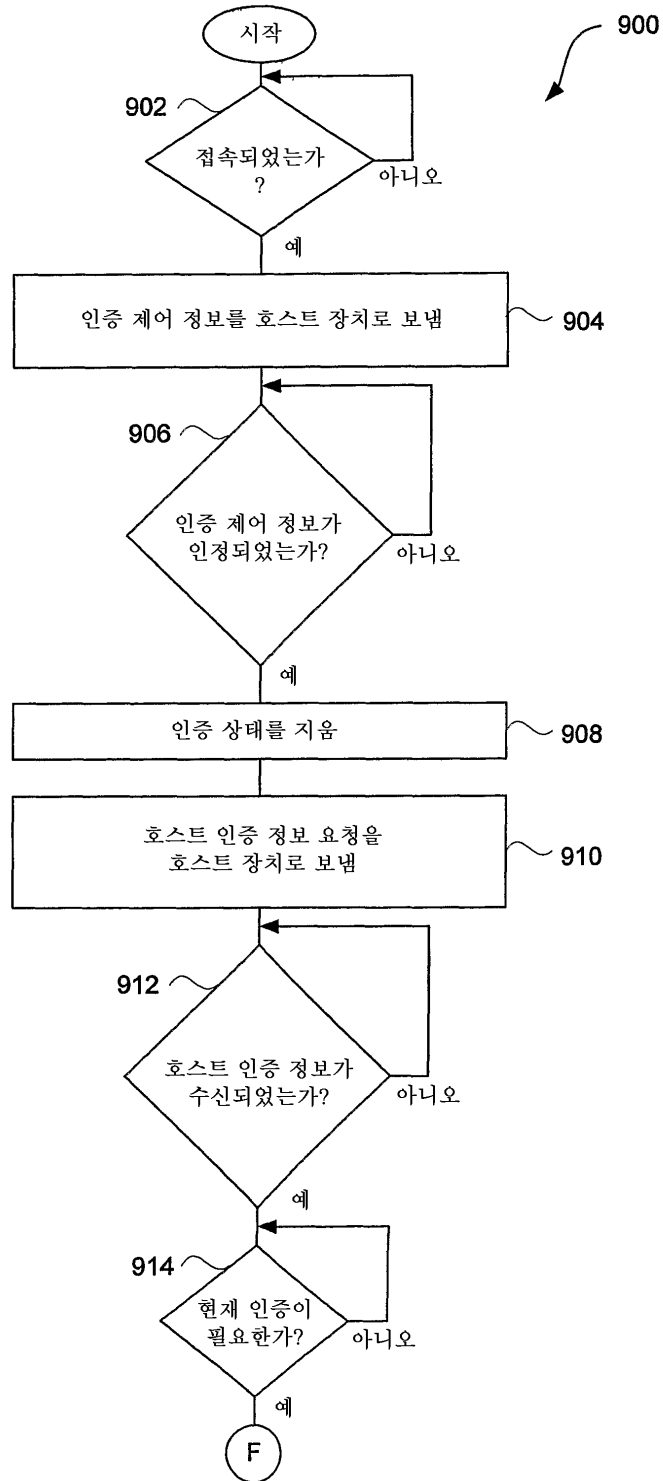 시작
900
902
접속되었는가
?
아니오
예
인증 제어 정보를 호스트 장치로 보냄
904
906
인증 제어 정보가
인정되었는가?
아니오
예
인증 상태를 지움
908
호스트 인증 정보 요청을
호스트 장치로 보냄
910
912
호스트 인증 정보가
수신되었는가?
아니오
예
914
현재 인증이
필요한가?
아니오
예
F